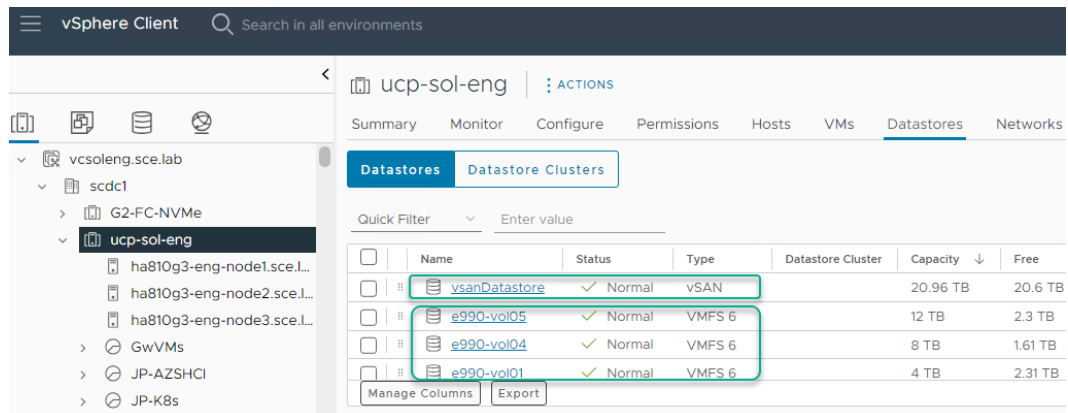 vSphere Client Search in all environments
ucp-sol-eng ACTIONS
Summary Monitor Configure Permissions Hosts VMs Datastores Networks
Datastores Datastore Clusters
Quick Filter Enter value
Name Status Type Datastore Cluster Capacity Free
vsanDatastore Normal vSAN 20.96 TB 20.6 TB
e990-vol05 Normal VMFS 6 12 TB 2.3 TB
e990-vol04 Normal VMFS 6 8 TB 1.61 TB
e990-vol01 Normal VMFS 6 4 TB 2.31 TB
Manage Columns Export
vcsoleng.sce.lab
scdc1
G2-FC-NVMe
ucp-sol-eng
ha810g3-eng-node1.sce.l...
ha810g3-eng-node2.sce.l...
ha810g3-eng-node3.sce.l...
GwVMs
JP-AZSHCI
JP-K8s